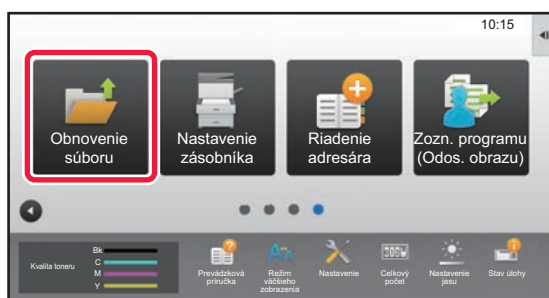 10:15
Obnovenie
súboru
Nastavenie
zásobníka
Riadenie
adresára
Zozn. programu
(Odos. obrazu)
Kvalita toneru
Bk
C
M
Y
Prevádzková
príručka
Režim
väčšieho
zobrazenia
Nastavenie
Celkový
počet
Nastavenie
jasu
Stav úlohy